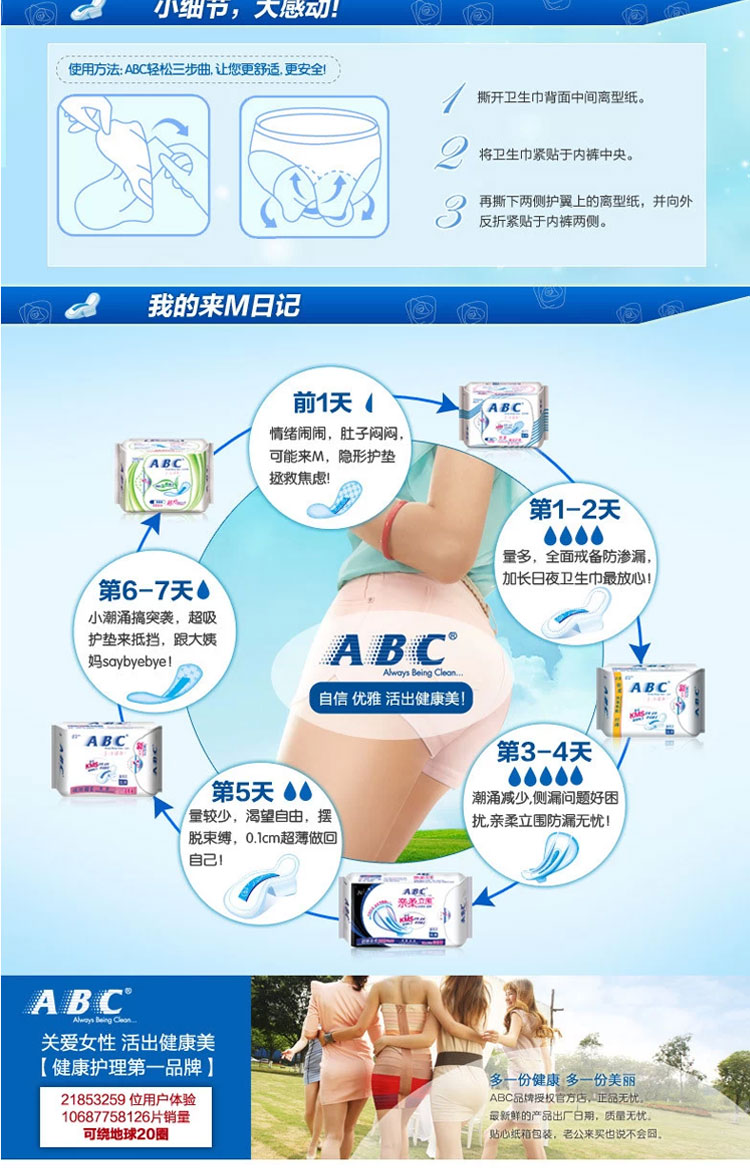 小细节，大感动!
使用方法: ABC轻松三步曲, 让您更舒适, 更安全!
1 撕开卫生巾背面中间离型纸。
2 将卫生巾紧贴于内裤中央。
3 再撕下两侧护翼上的离型纸，并向外
反折紧贴于内裤两侧。
我的来M日记
前1天
情绪闹闹，肚子闷闷,
可能来M，隐形护垫
拯救焦虑!
ABC
第1-2天
量多，全面戒备防渗漏,
加长日夜卫生巾最放心!
ABC
KMS
第3-4天
潮涌减少,侧漏问题好困
扰,亲柔立围防漏无忧!
ABC
亲柔立围
KMS
第5天
量较少，渴望自由，摆
脱束缚，0.1cm超薄做回
自己!
ABC
KMS
第6-7天
小潮涌搞突袭，超吸
护垫来抵挡，跟大姨
妈saybyebye!
ABC
ABC®
Always Being Clean...
自信 优雅 活出健康美!
ABC®
Always Being Clean...
关爱女性 活出健康美
【 健康护理第一品牌 】
21853259 位用户体验
10687758126片销量
可绕地球20圈
多一份健康 多一份美丽
ABC品牌授权官方店，正品无忧,
最新鲜的产品出厂日期，质量无忧,
贴心纸箱包装，老公来买也说不会囧。